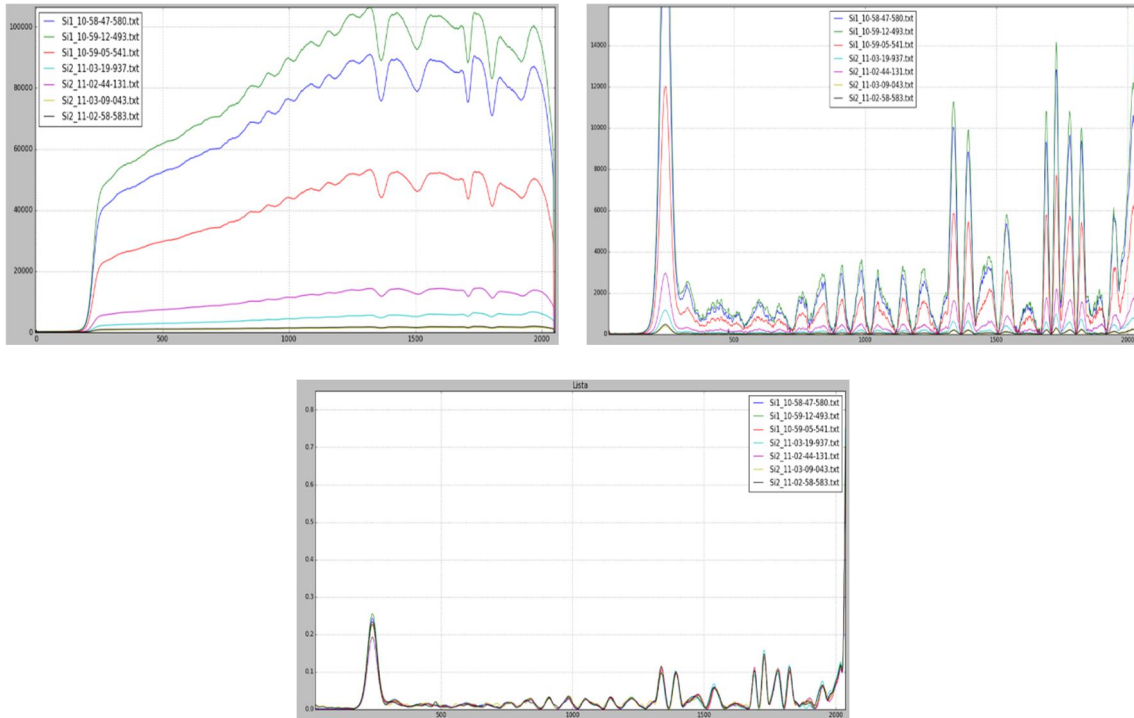 100000
80000
60000
40000
20000
0
0
500
1000
1500
2000
Si1_10-58-47-580.txt
Si1_10-59-12-493.txt
Si1_10-59-05-541.txt
Si2_11-03-19-937.txt
Si2_11-02-44-131.txt
Si2_11-03-09-043.txt
Si2_11-02-58-583.txt
14000
12000
10000
8000
6000
4000
2000
0
500
1000
1500
2000
Si1_10-58-47-580.txt
Si1_10-59-12-493.txt
Si1_10-59-05-541.txt
Si2_11-03-19-937.txt
Si2_11-02-44-131.txt
Si2_11-03-09-043.txt
Si2_11-02-58-583.txt
Lista
0.8
0.7
0.6
0.5
0.4
0.3
0.2
0.1
0.0
500
1000
1500
2000
Si1_10-58-47-580.txt
Si1_10-59-12-493.txt
Si1_10-59-05-541.txt
Si2_11-03-19-937.txt
Si2_11-02-44-131.txt
Si2_11-03-09-043.txt
Si2_11-02-58-583.txt